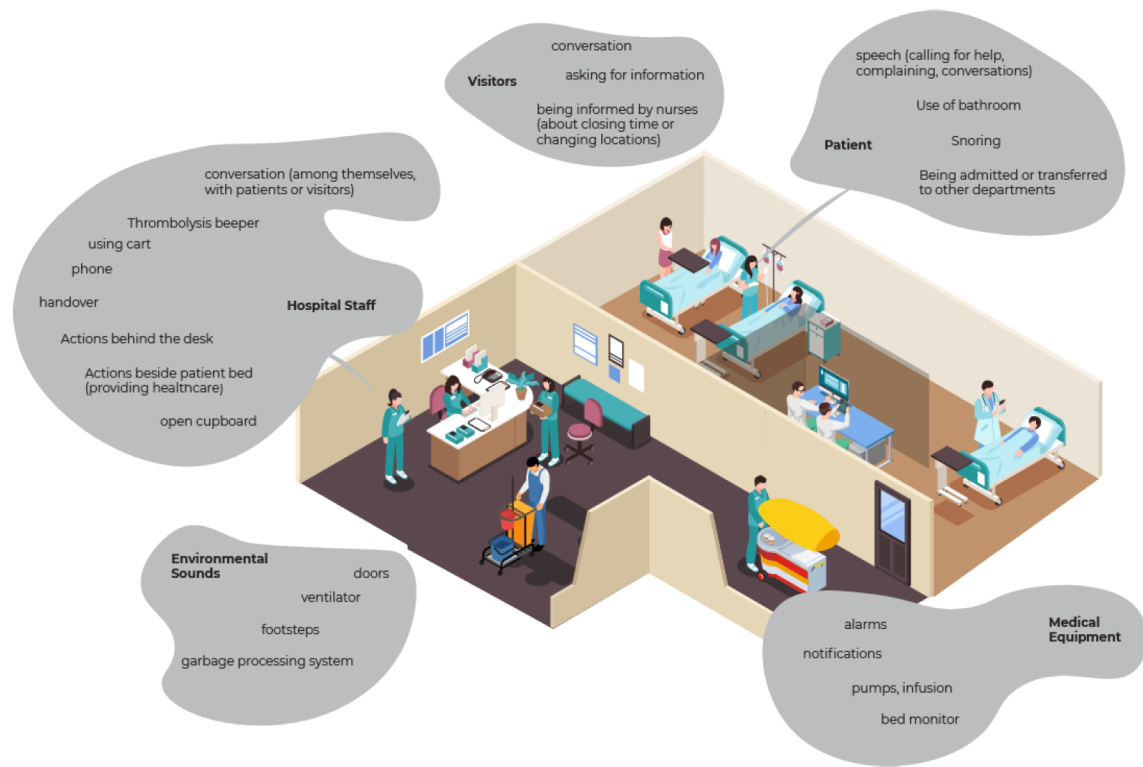 Visitors
conversation
asking for information
being informed by nurses
(about closing time or
changing locations)
Patient
speech (calling for help,
complaining, conversations)
Use of bathroom
Snoring
Being admitted or transferred
to other departments
Hospital Staff
conversation (among themselves,
with patients or visitors)
Thrombolysis beeper
using cart
phone
handover
Actions behind the desk
Actions beside patient bed
(providing healthcare)
open cupboard
Environmental
Sounds
doors
ventilator
footsteps
garbage processing system
Medical
Equipment
alarms
notifications
pumps, infusion
bed monitor